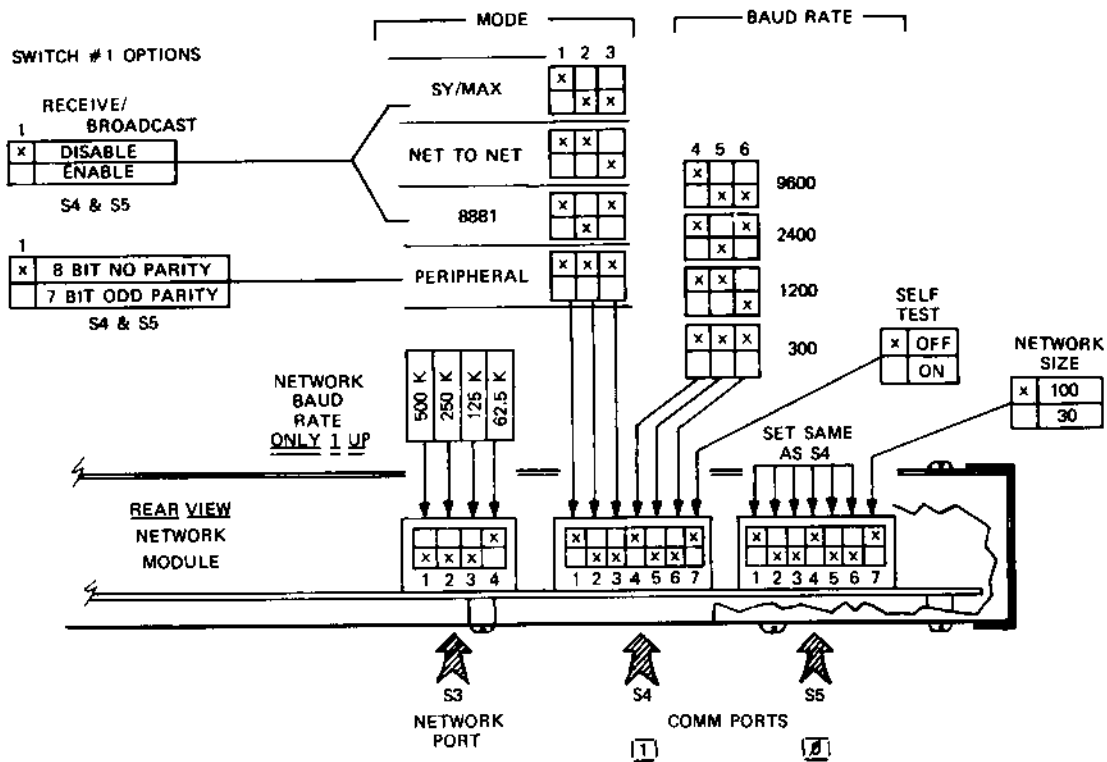 MODE
BAUD RATE
SWITCH #1 OPTIONS
1 2 3
x
x x
SY/MAX
RECEIVE/
BROADCAST
1
x DISABLE
ENABLE
S4 & S5
NET TO NET
x x
x
4 5 6
x
x x
9600
8881
x x
x
x x
x
2400
1
x 8 BIT NO PARITY
7 BIT ODD PARITY
S4 & S5
PERIPHERAL
x x x
x x
x
1200
x x x
300
SELF
TEST
x OFF
ON
NETWORK
SIZE
x 100
30
NETWORK
BAUD
RATE
ONLY 1 UP
500 K
250 K
125 K
62.5 K
SET SAME
AS S4
REAR VIEW
NETWORK
MODULE
x
x x x
1 2 3 4
x x x
x x x x
1 2 3 4 5 6 7
x x x
x x x x
1 2 3 4 5 6 7
S3
NETWORK
PORT
S4
S5
COMM PORTS
1
0